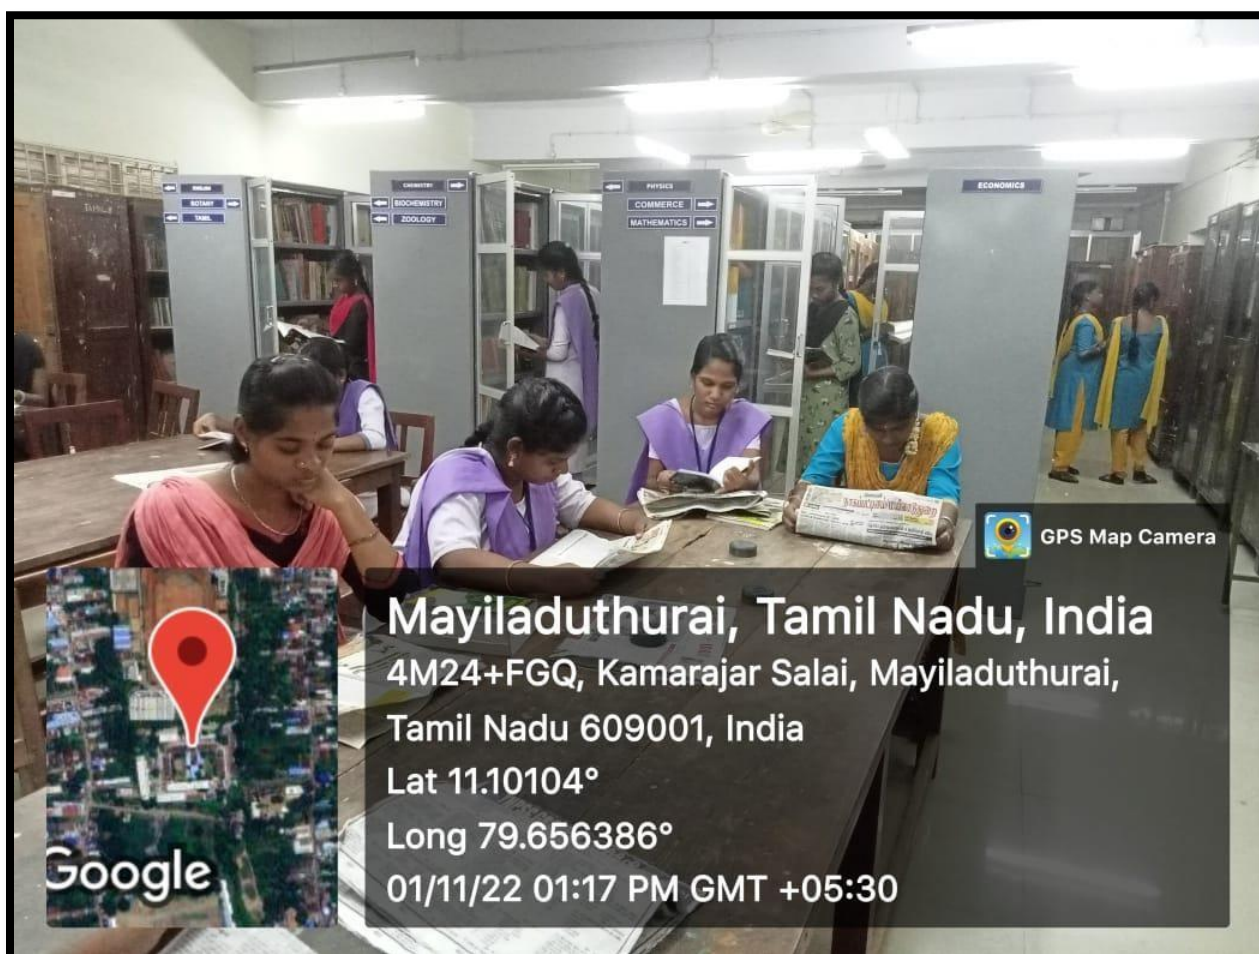 ENGLISH
BOTANY
TAMIL
CHEMISTRY
BIOCHEMISTRY
ZOOLOGY
PHYSICS
COMMERCE
MATHEMATICS
ECONOMICS
GPS Map Camera
Mayiladuthurai, Tamil Nadu, India
4M24+FGQ, Kamarajar Salai, Mayiladuthurai,
Tamil Nadu 609001, India
Lat 11.10104°
Long 79.656386°
01/11/22 01:17 PM GMT +05:30
Google